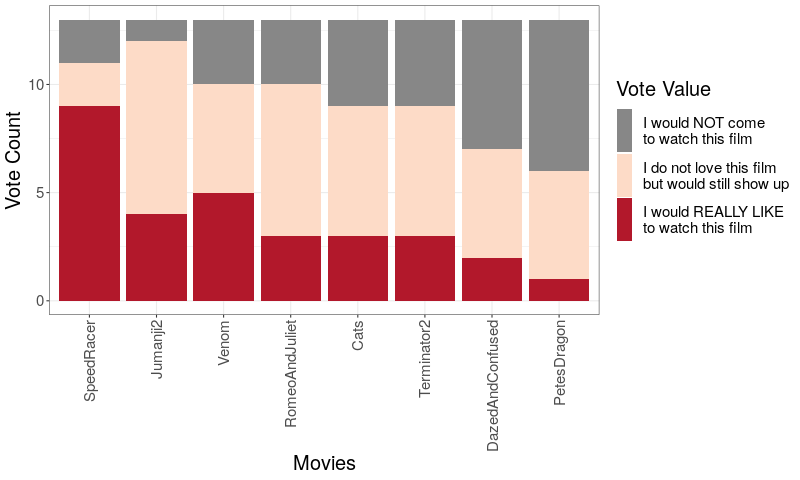 Vote Count
10
5
0
SpeedRacer
Jumanji2
Venom
RomeoAndJuliet
Cats
Terminator2
DazedAndConfused
PetesDragon
Movies
Vote Value
I would NOT come
to watch this film
I do not love this film
but would still show up
I would REALLY LIKE
to watch this film